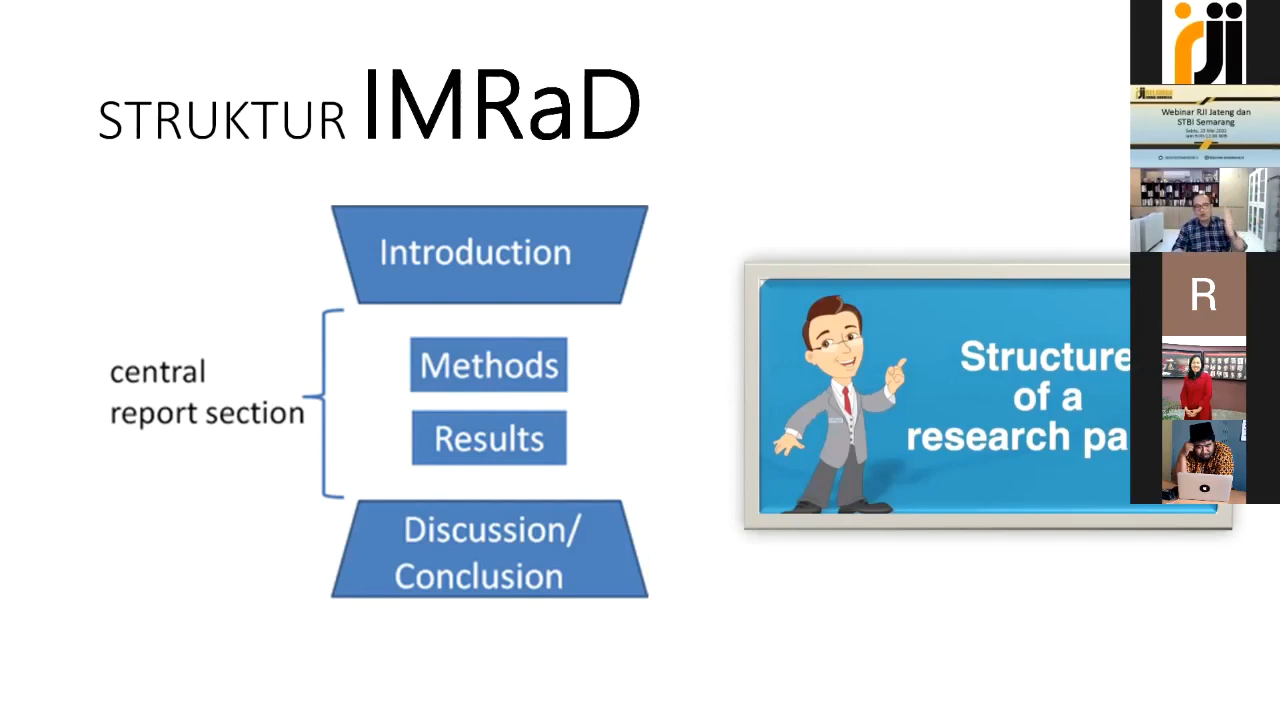 STRUKTUR IMRaD
Introduction
Methods
Results
central
report section
Discussion/
Conclusion
Structure
of a
research pa
rji
Webinar RJI Jateng dan
STBI Semarang
R